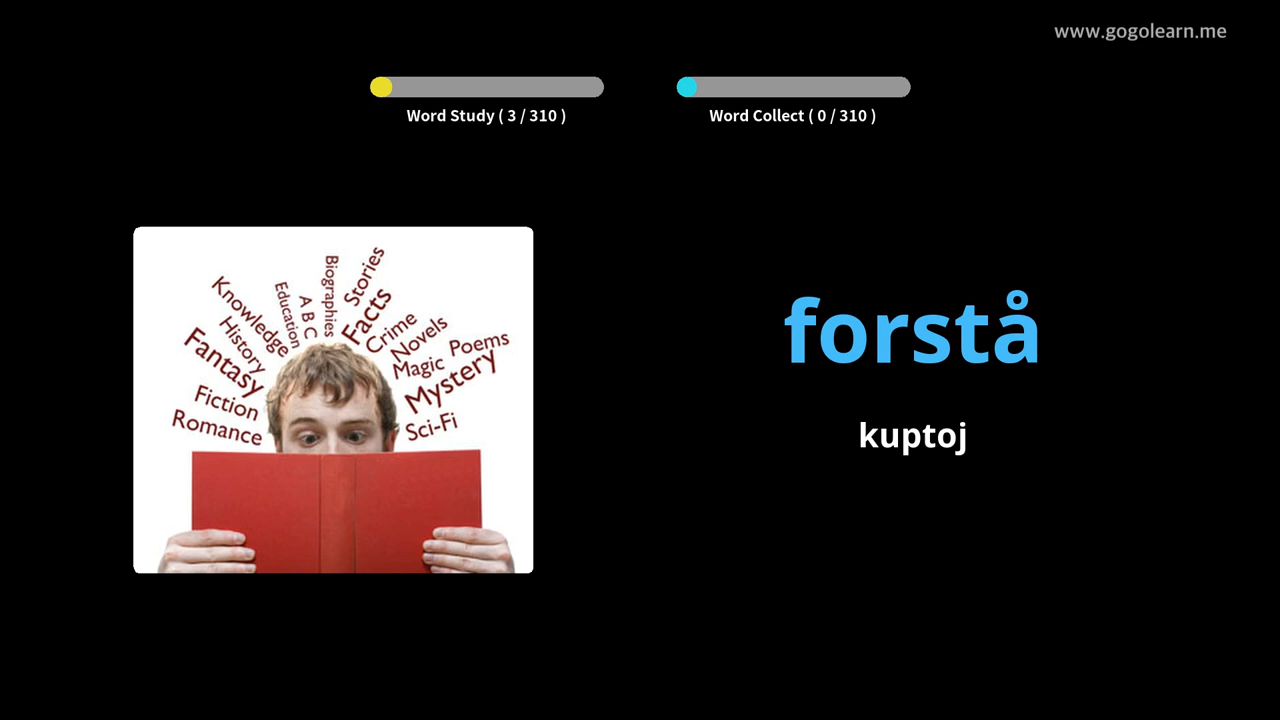 www.gogolearn.me
Word Study ( 3 / 310 )
Word Collect ( 0 / 310 )
Biographies
Stories
Knowledge
Education
A B C
Facts
Crime
History
Novels
Poems
Fantasy
Magic
Mystery
Fiction
Romance
Sci-Fi
forstå
kuptoj